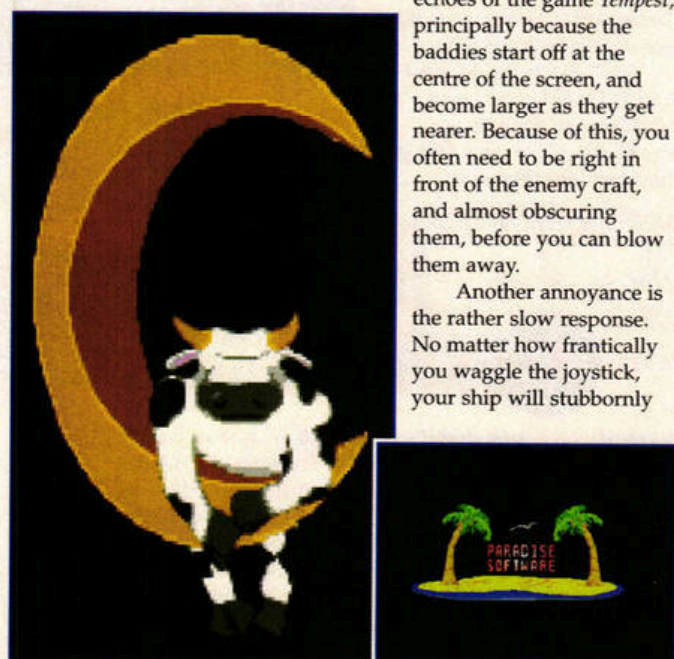 echoes of the game Tempest,
principally because the
baddies start off at the
centre of the screen, and
become larger as they get
nearer. Because of this, you
often need to be right in
front of the enemy craft,
and almost obscuring
them, before you can blow
them away.
Another annoyance is
the rather slow response.
No matter how frantically
you waggle the joystick,
your ship will stubbornly
PARADISE
SOFTWARE